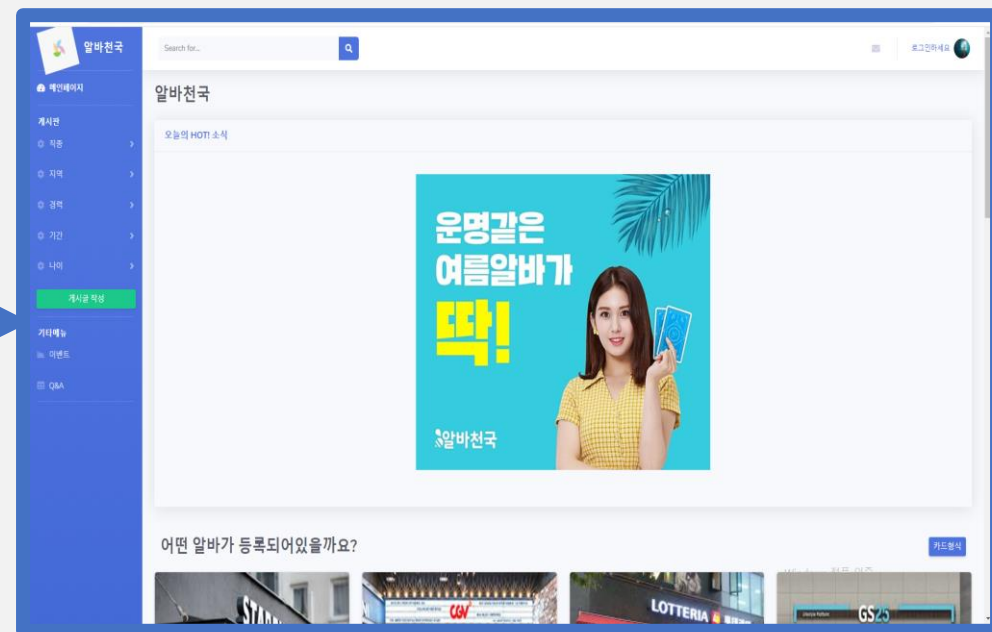 알바천국
Search for...
로그인하세요
메인페이지
알바천국
게시판
오늘의 HOT! 소식
직종
지역
경력
기간
나이
게시글 작성
기타메뉴
이벤트
Q&A
운명같은
여름알바가
딱!
알바천국
어떤 알바가 등록되어있을까요?
카드형식
CGV
LOTTERIA
GS25